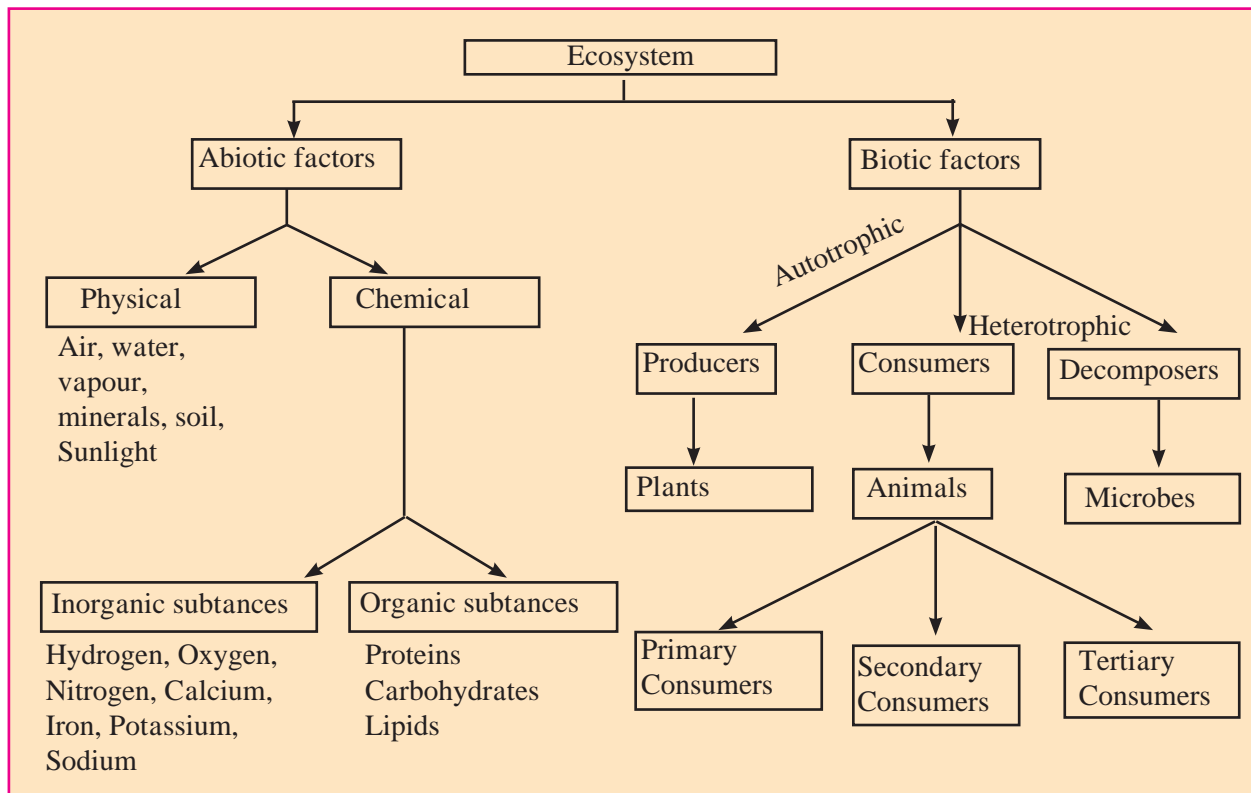 Ecosystem
Abiotic factors
Biotic factors
Autotrophic
Physical
Chemical
Heterotrophic
Air, water,
vapour,
minerals, soil,
Sunlight
Producers
Consumers
Decomposers
Plants
Animals
Microbes
Inorganic subtances
Organic subtances
Hydrogen, Oxygen,
Nitrogen, Calcium,
Iron, Potassium,
Sodium
Proteins
Carbohydrates
Lipids
Primary
Consumers
Secondary
Consumers
Tertiary
Consumers